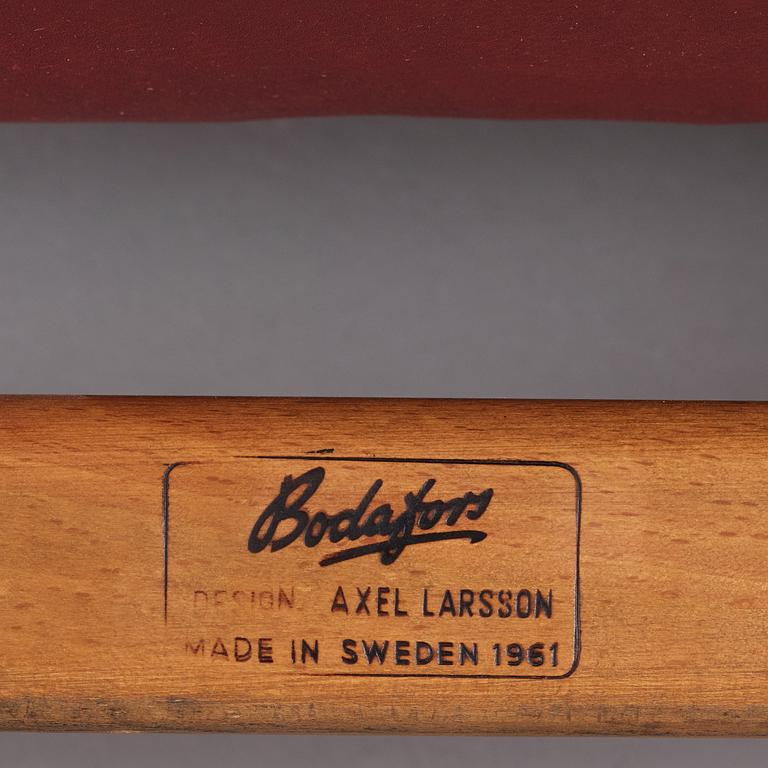 Bodafors
DESIGN AXEL LARSSON
MADE IN SWEDEN 1961